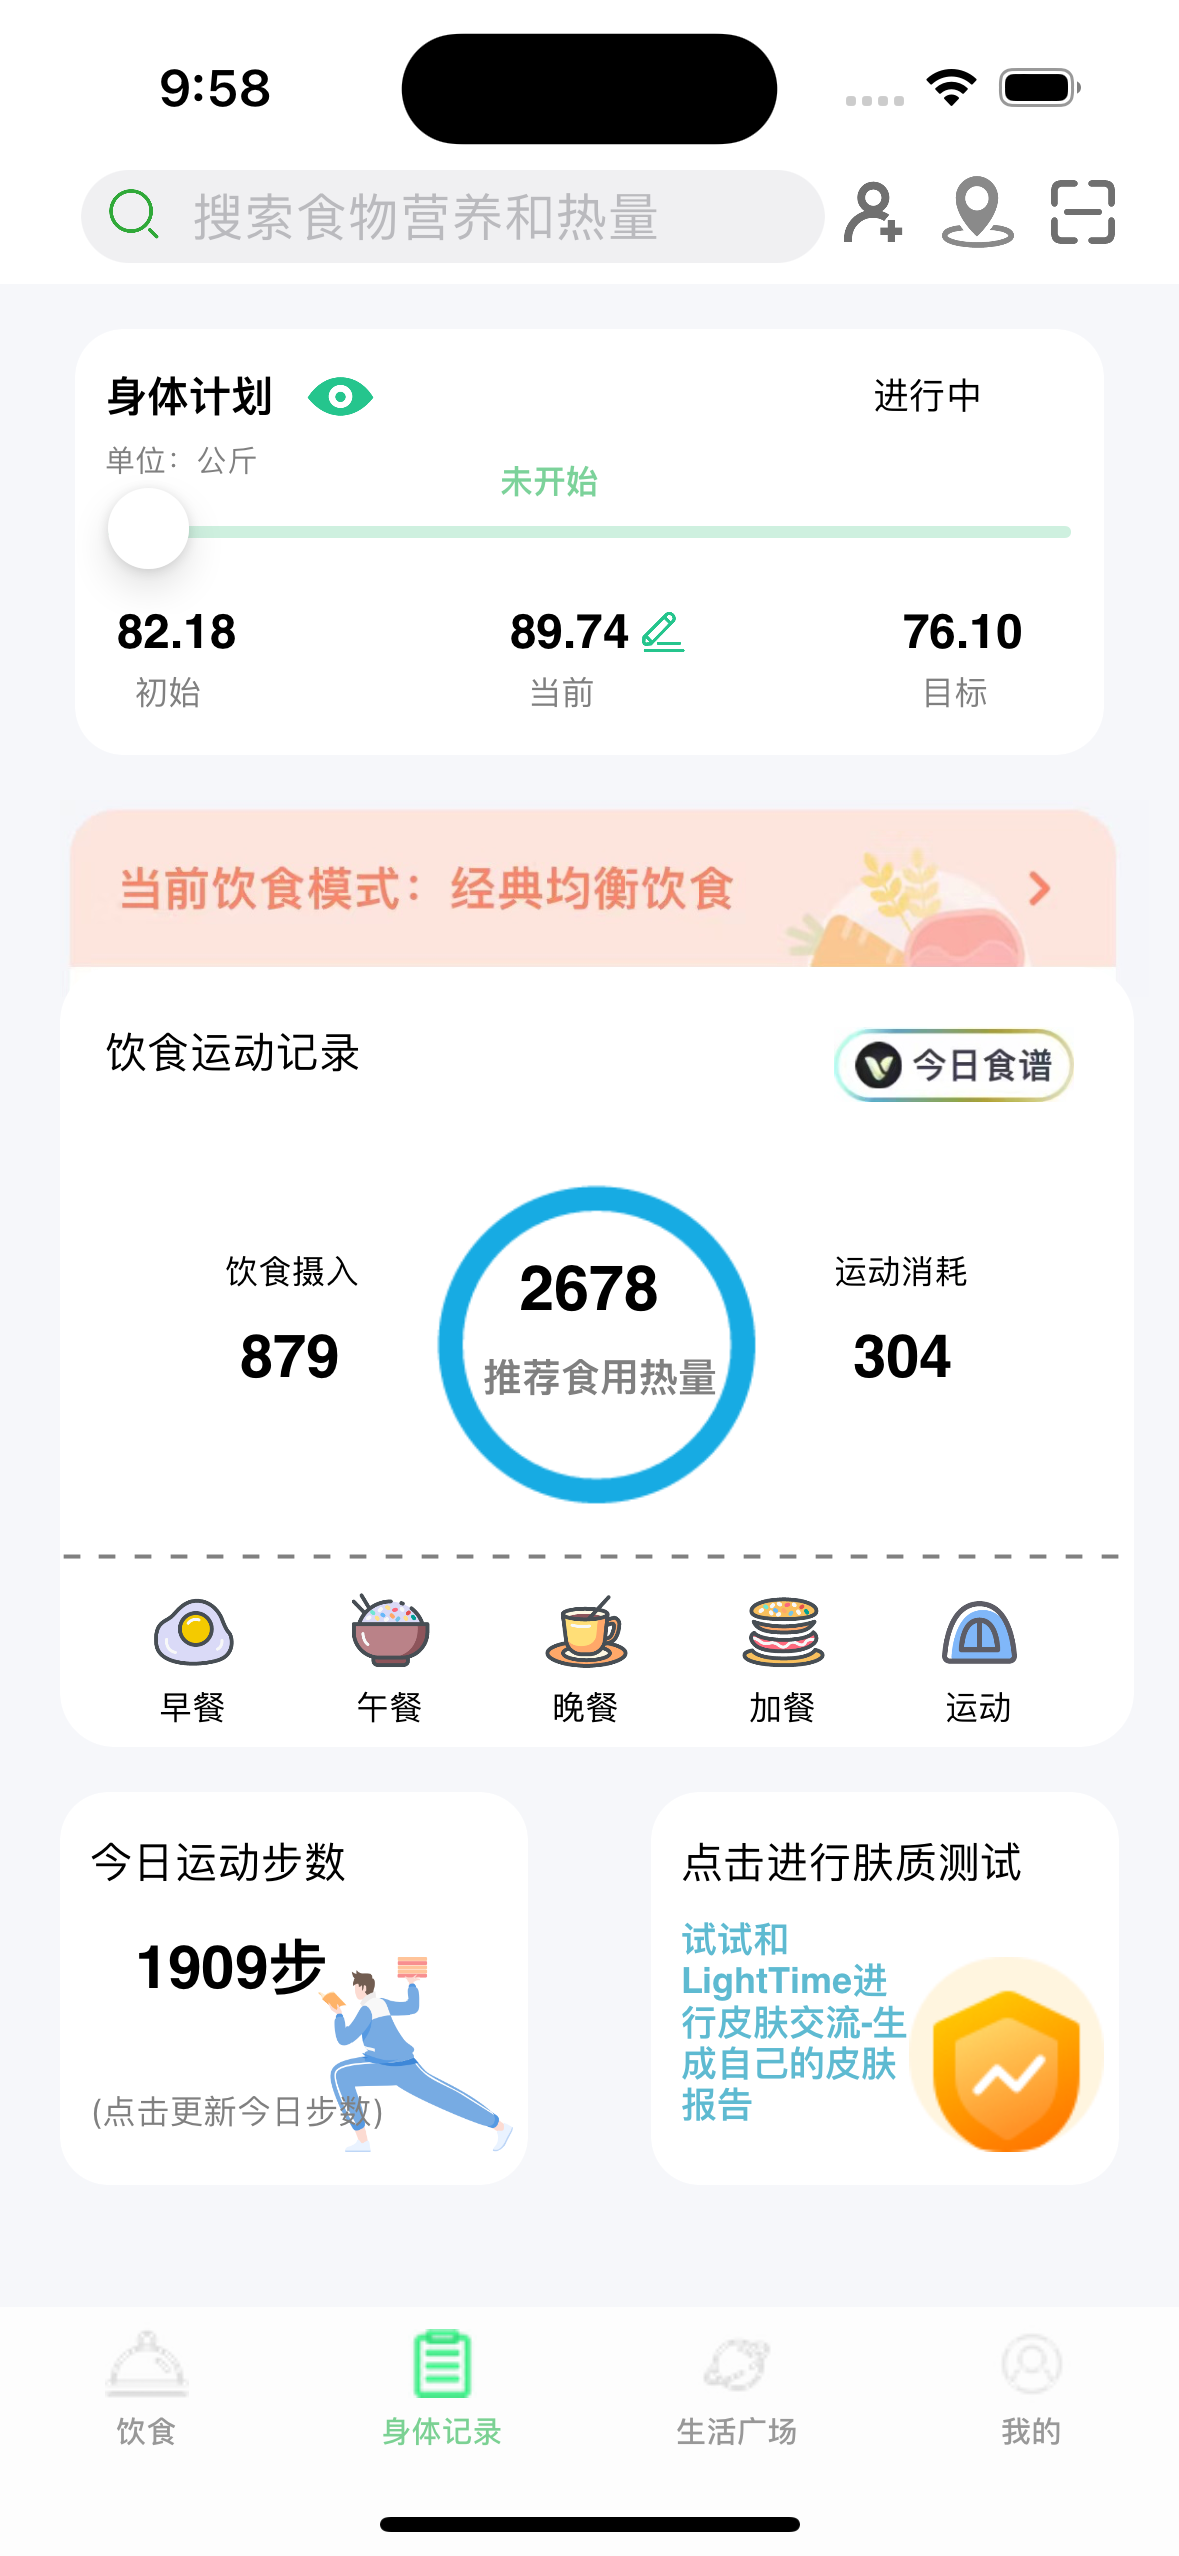 9:58
搜索食物营养和热量
身体计划
进行中
单位：公斤
未开始
82.18
89.74
76.10
初始
当前
目标
当前饮食模式：经典均衡饮食
饮食运动记录
今日食谱
饮食摄入
2678
运动消耗
879
推荐食用热量
304
早餐
午餐
晚餐
加餐
运动
今日运动步数
1909步
(点击更新今日步数)
点击进行肤质测试
试试和
LightTime进
行皮肤交流-生
成自己的皮肤
报告
饮食
身体记录
生活广场
我的